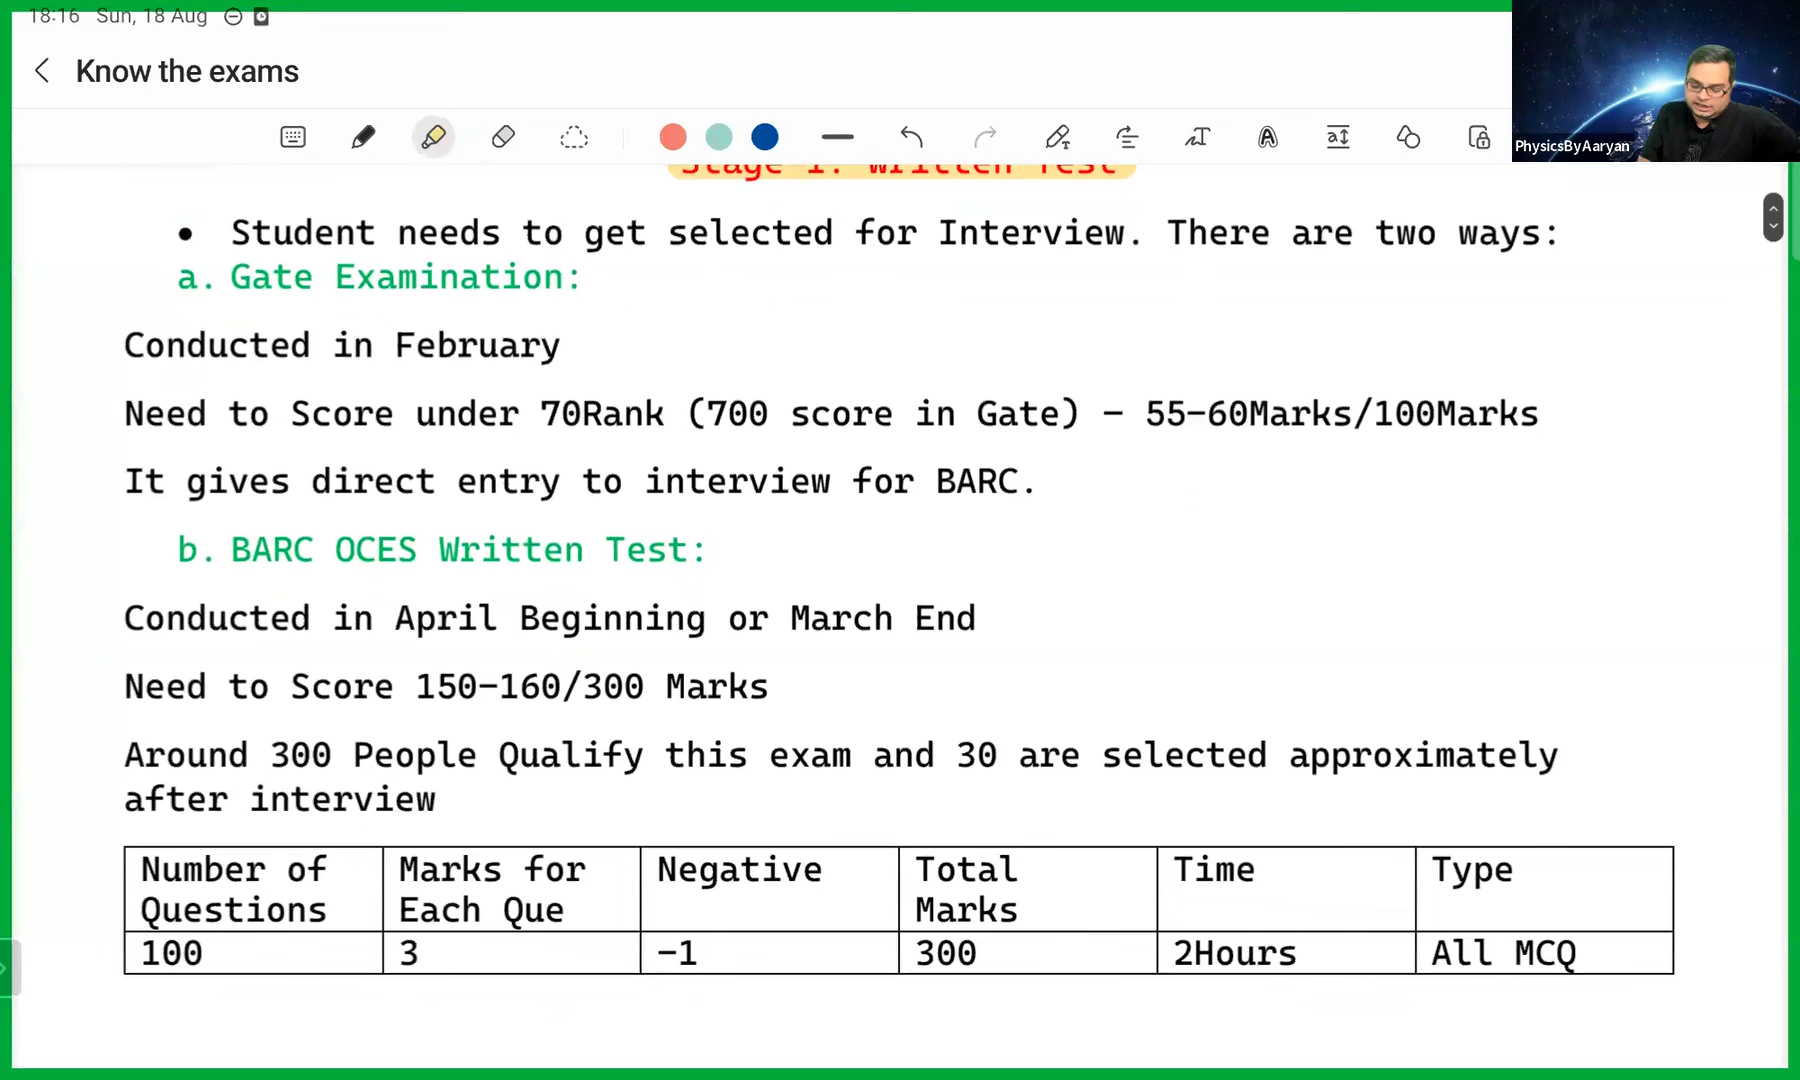 18:16 Sun, 18 Aug
Know the exams
PhysicsByAaryan
Stage 1: Written Test
• Student needs to get selected for Interview. There are two ways:
a. Gate Examination:
Conducted in February
Need to Score under 70Rank (700 score in Gate) - 55-60Marks/100Marks
It gives direct entry to interview for BARC.
b. BARC OCES Written Test:
Conducted in April Beginning or March End
Need to Score 150-160/300 Marks
Around 300 People Qualify this exam and 30 are selected approximately
after interview
Number of Questions Marks for Each Que Negative Total Marks Time Type
100 3 -1 300 2Hours All MCQ